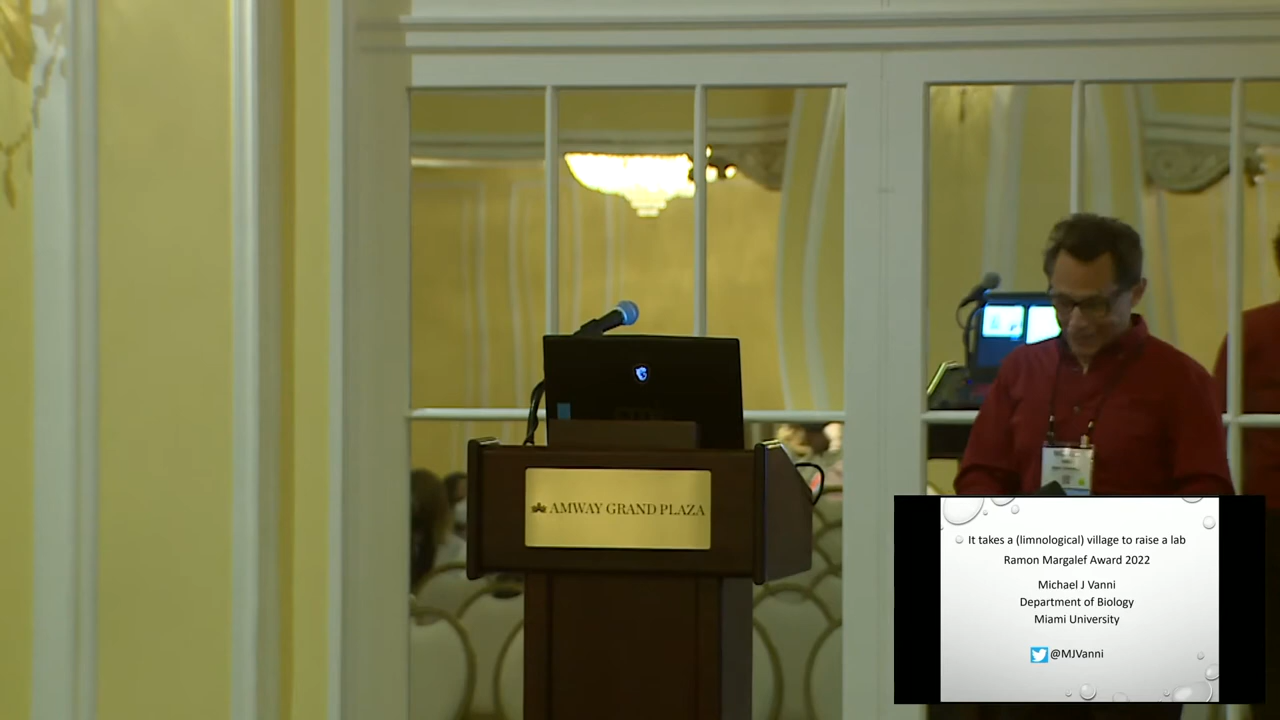 AMWAY GRAND PLAZA
It takes a (limnological) village to raise a lab
Ramon Margalef Award 2022
Michael J Vanni
Department of Biology
Miami University
@MJVanni